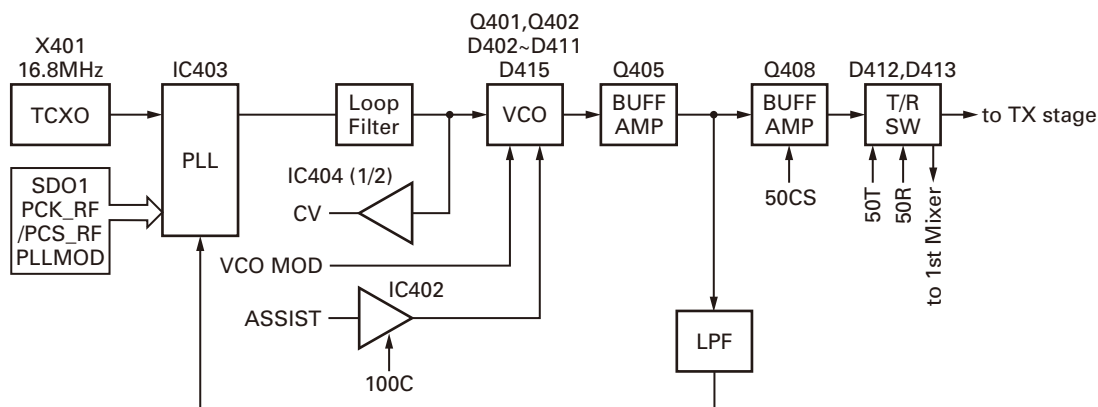 X401
16.8MHz
TCXO
IC403
PLL
SDO1
PCK_RF
/PCS_RF
PLLMOD
Loop
Filter
IC404 (1/2)
CV
VCO MOD
ASSIST
IC402
100C
Q401,Q402
D402~D411
D415
VCO
Q405
BUFF
AMP
LPF
Q408
BUFF
AMP
50CS
D412,D413
T/R
SW
50T
50R
to 1st Mixer
to TX stage